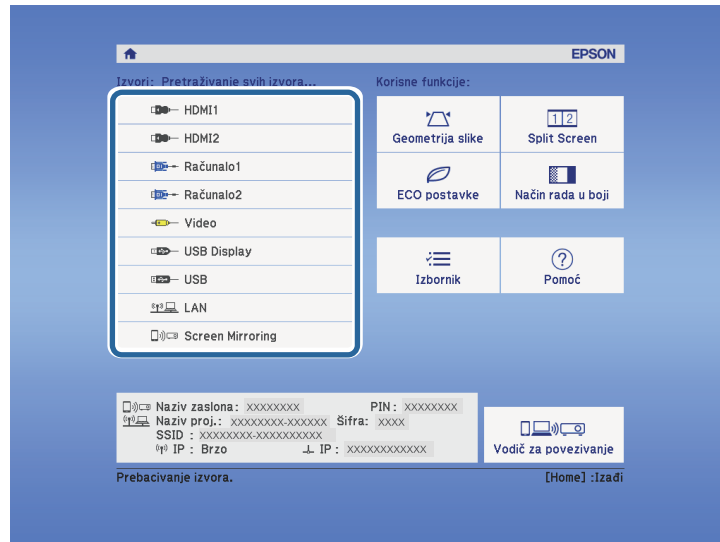 EPSON
Izvori: Pretraživanje svih izvora...
Korisne funkcije:
HDMI1
HDMI2
Računalo1
Računalo2
Video
USB Display
USB
LAN
Screen Mirroring
Geometrija slike
1 2
Split Screen
ECO postavke
Način rada u boji
Izbornik
?
Pomoć
Naziv zaslona: XXXXXXXX PIN: XXXXXXXX
Naziv proj.: XXXXXXXX-XXXXXX Šifra: XXXX
SSID : XXXXXXXX-XXXXXXXXXX
IP : Brzo IP : XXXXXXXXXXXX
Vodič za povezivanje
Prebacivanje izvora. [Home] :Izađi